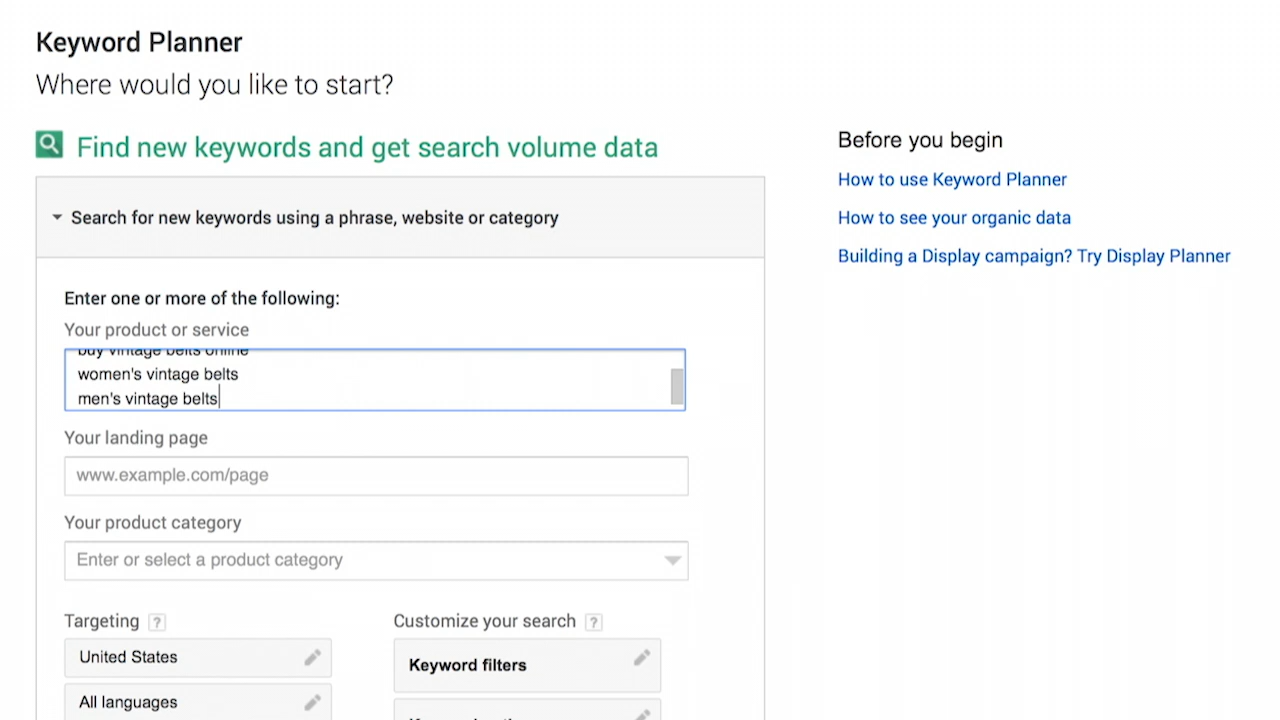 Keyword Planner
Where would you like to start?
Find new keywords and get search volume data
Search for new keywords using a phrase, website or category
Enter one or more of the following:
Your product or service
buy vintage belts online
women's vintage belts
men's vintage belts
Your landing page
www.example.com/page
Your product category
Enter or select a product category
Targeting ?
United States
All languages
Customize your search ?
Keyword filters
Before you begin
How to use Keyword Planner
How to see your organic data
Building a Display campaign? Try Display Planner